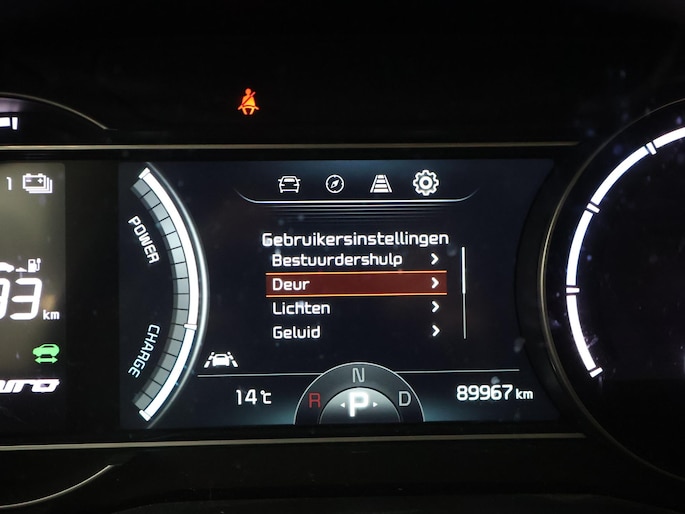 1
POWER
Gebruikersinstellingen
Bestuurdershulp
Deur
Lichten
Geluid
km
CHARGE
N
R P D
14 °C
89967 km